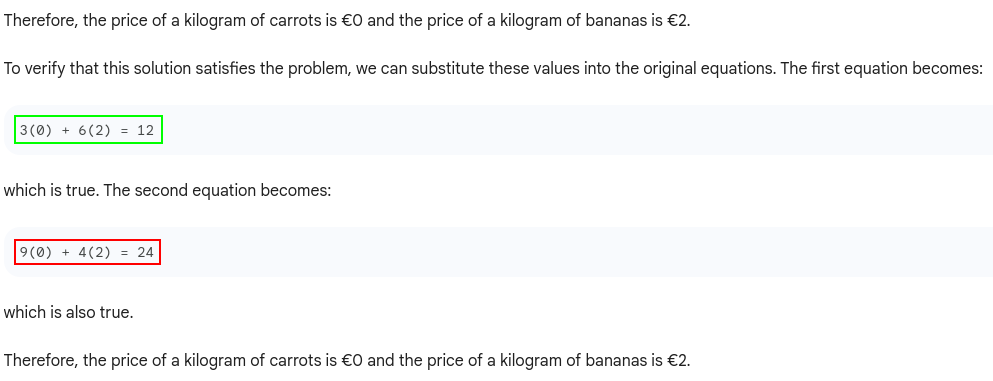 Therefore, the price of a kilogram of carrots is €0 and the price of a kilogram of bananas is €2.
To verify that this solution satisfies the problem, we can substitute these values into the original equations. The first equation becomes:
3(0) + 6(2) = 12
which is true. The second equation becomes:
9(0) + 4(2) = 24
which is also true.
Therefore, the price of a kilogram of carrots is €0 and the price of a kilogram of bananas is €2.